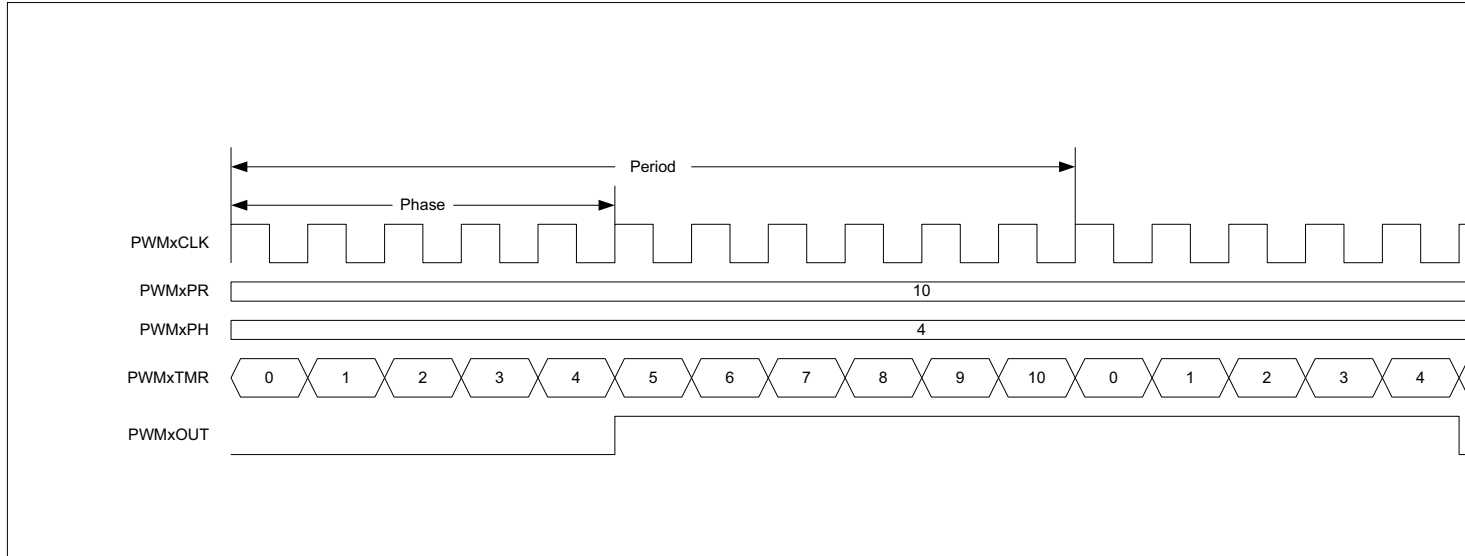 Period
Phase
PWMxCLK
PWMxPR 10
PWMxPH 4
PWMxTMR 0 1 2 3 4 5 6 7 8 9 10 0 1 2 3 4
PWMxOUT